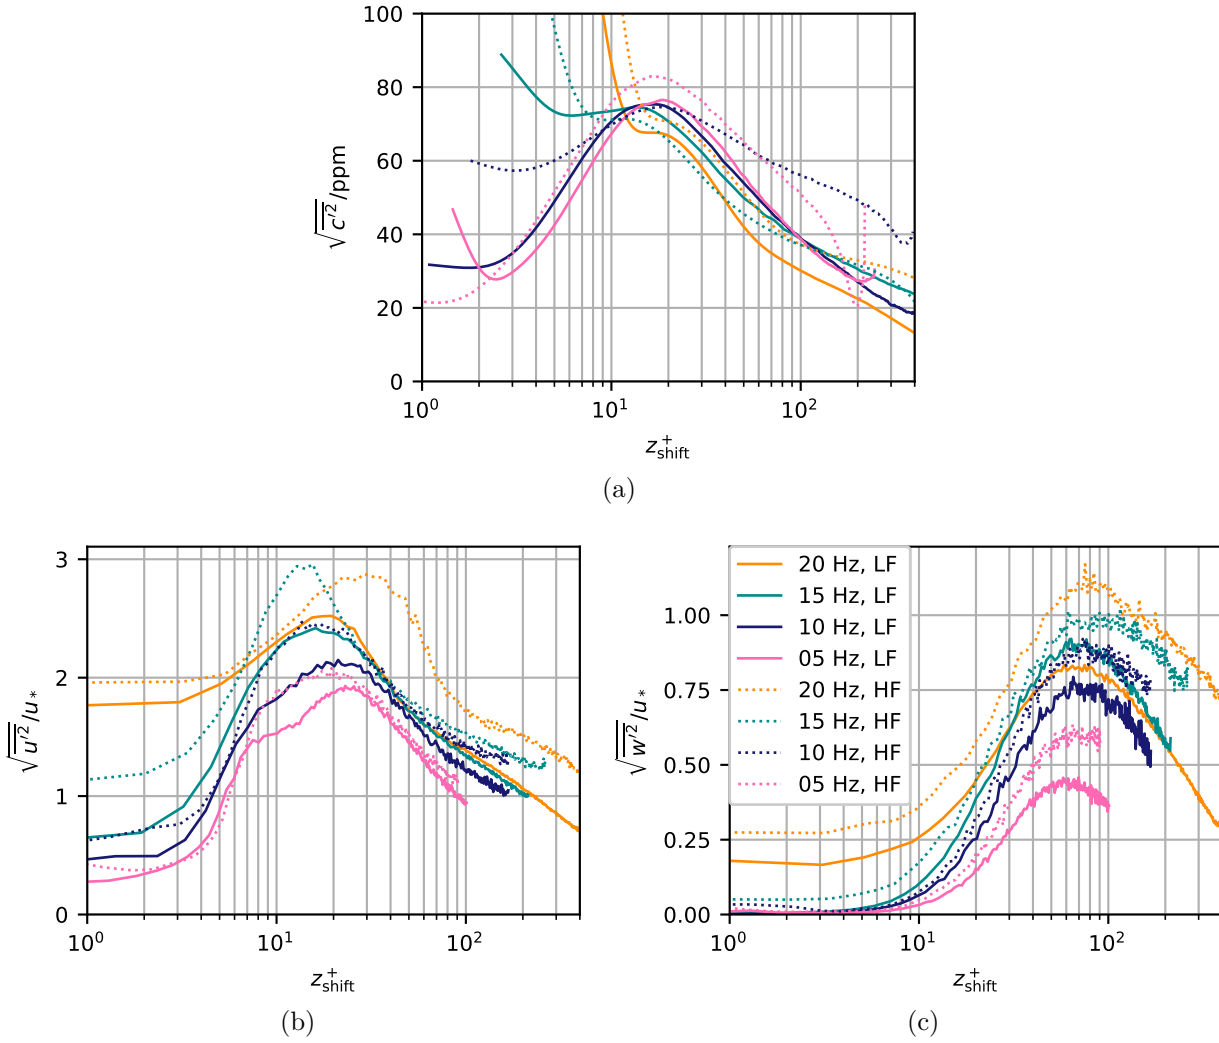 100
80
60
40
20
0
√c′²/ppm
10⁰
10¹
10²
z⁺shift
(a)
3
2
1
0
√u′²/u*
10⁰
10¹
10²
z⁺shift
(b)
1.00
0.75
0.50
0.25
0.00
√w′²/u*
20 Hz, LF
15 Hz, LF
10 Hz, LF
05 Hz, LF
20 Hz, HF
15 Hz, HF
10 Hz, HF
05 Hz, HF
10⁰
10¹
10²
z⁺shift
(c)